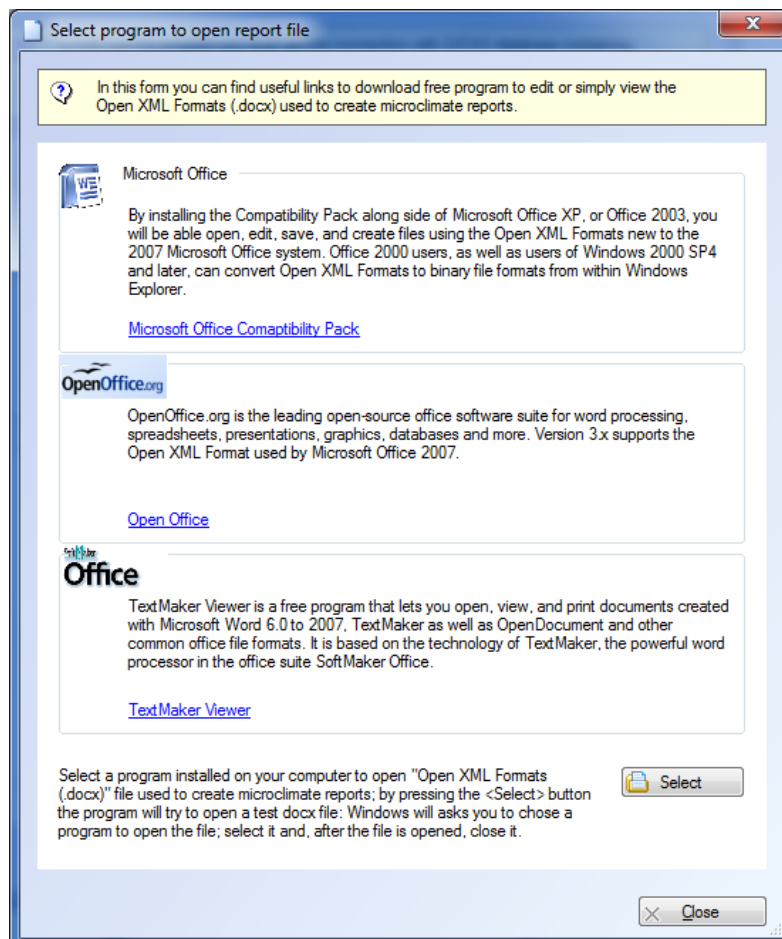 Select program to open report file
In this form you can find useful links to download free program to edit or simply view the
Open XML Formats (.docx) used to create microclimate reports.
Microsoft Office
By installing the Compatibility Pack along side of Microsoft Office XP, or Office 2003, you
will be able open, edit, save, and create files using the Open XML Formats new to the
2007 Microsoft Office system. Office 2000 users, as well as users of Windows 2000 SP4
and later, can convert Open XML Formats to binary file formats from within Windows
Explorer.
Microsoft Office Comaptibility Pack
OpenOffice.org
OpenOffice.org is the leading open-source office software suite for word processing,
spreadsheets, presentations, graphics, databases and more. Version 3.x supports the
Open XML Format used by Microsoft Office 2007.
Open Office
SoftMaker
Office
TextMaker Viewer is a free program that lets you open, view, and print documents created
with Microsoft Word 6.0 to 2007, TextMaker as well as OpenDocument and other
common office file formats. It is based on the technology of TextMaker, the powerful word
processor in the office suite SoftMaker Office.
TextMaker Viewer
Select a program installed on your computer to open "Open XML Formats
(.docx)" file used to create microclimate reports; by pressing the <Select> button
the program will try to open a test docx file: Windows will asks you to chose a
program to open the file; select it and, after the file is opened, close it.
Select
Close